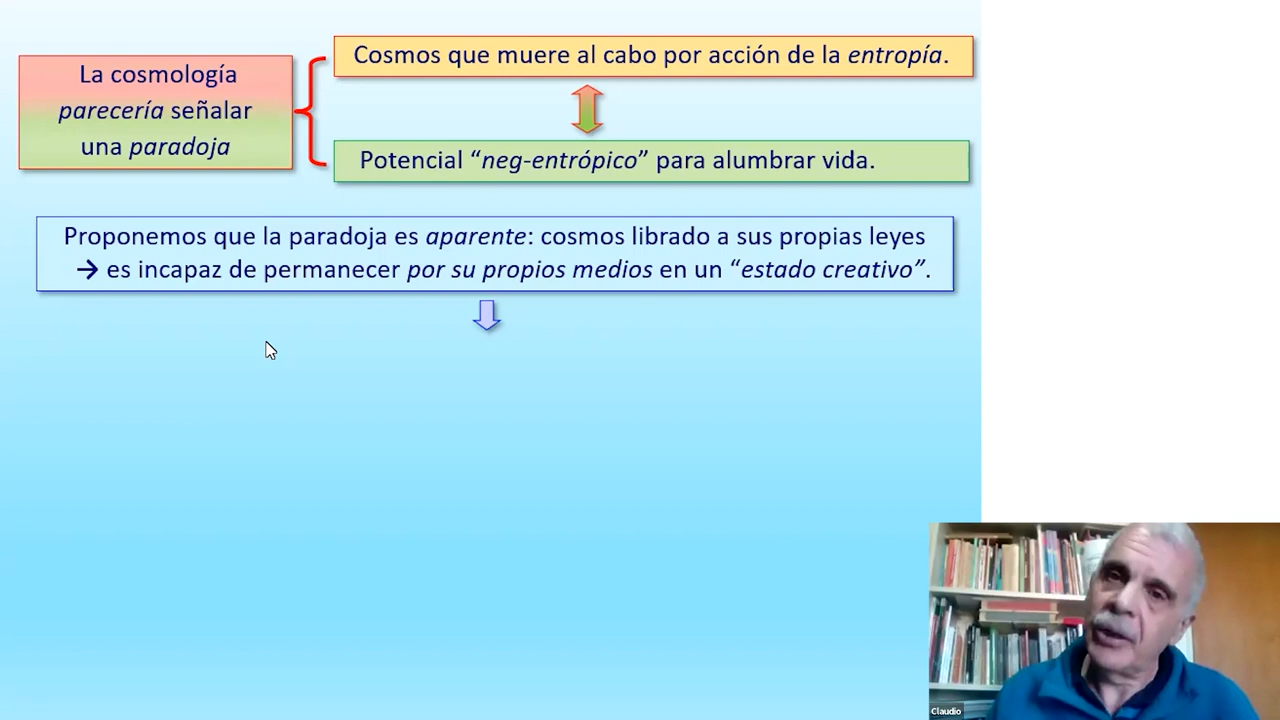 La cosmología
parecería señalar
una paradoja
Cosmos que muere al cabo por acción de la entropía.
Potencial “neg-entrópico” para alumbrar vida.
Proponemos que la paradoja es aparente: cosmos librado a sus propias leyes
→ es incapaz de permanecer por su propios medios en un “estado creativo”.
Claudio